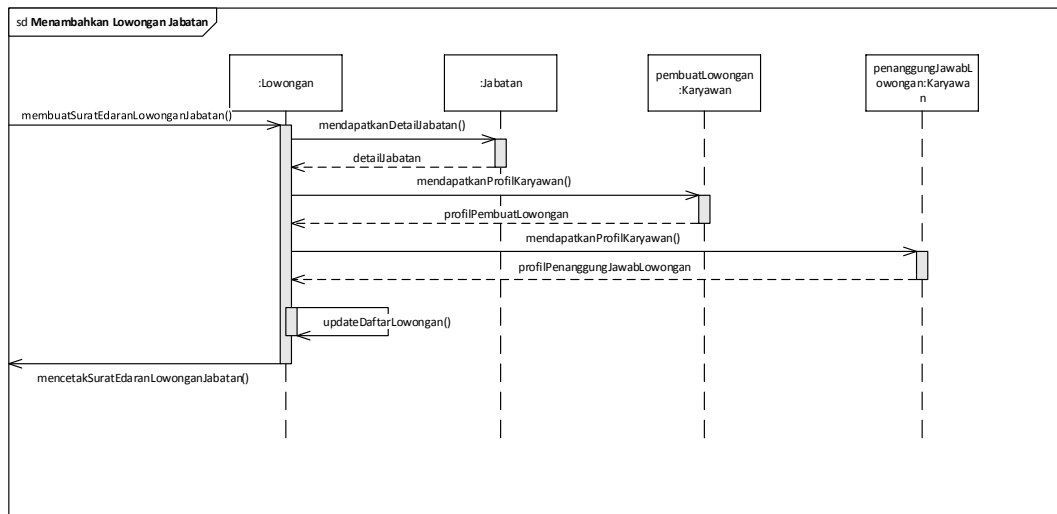 sd Menambahkan Lowongan Jabatan
:Lowongan
:Jabatan
pembuatLowongan
:Karyawan
penanggungJawabL
owongan:Karyawa
n
membuatSuratEdaranLowonganJabatan()
mendapatkanDetailJabatan()
detailJabatan
mendapatkanProfilKaryawan()
profilPembuatLowongan
mendapatkanProfilKaryawan()
profilPenanggungJawabLowongan
updateDaftarLowongan()
mencetakSuratEdaranLowonganJabatan()